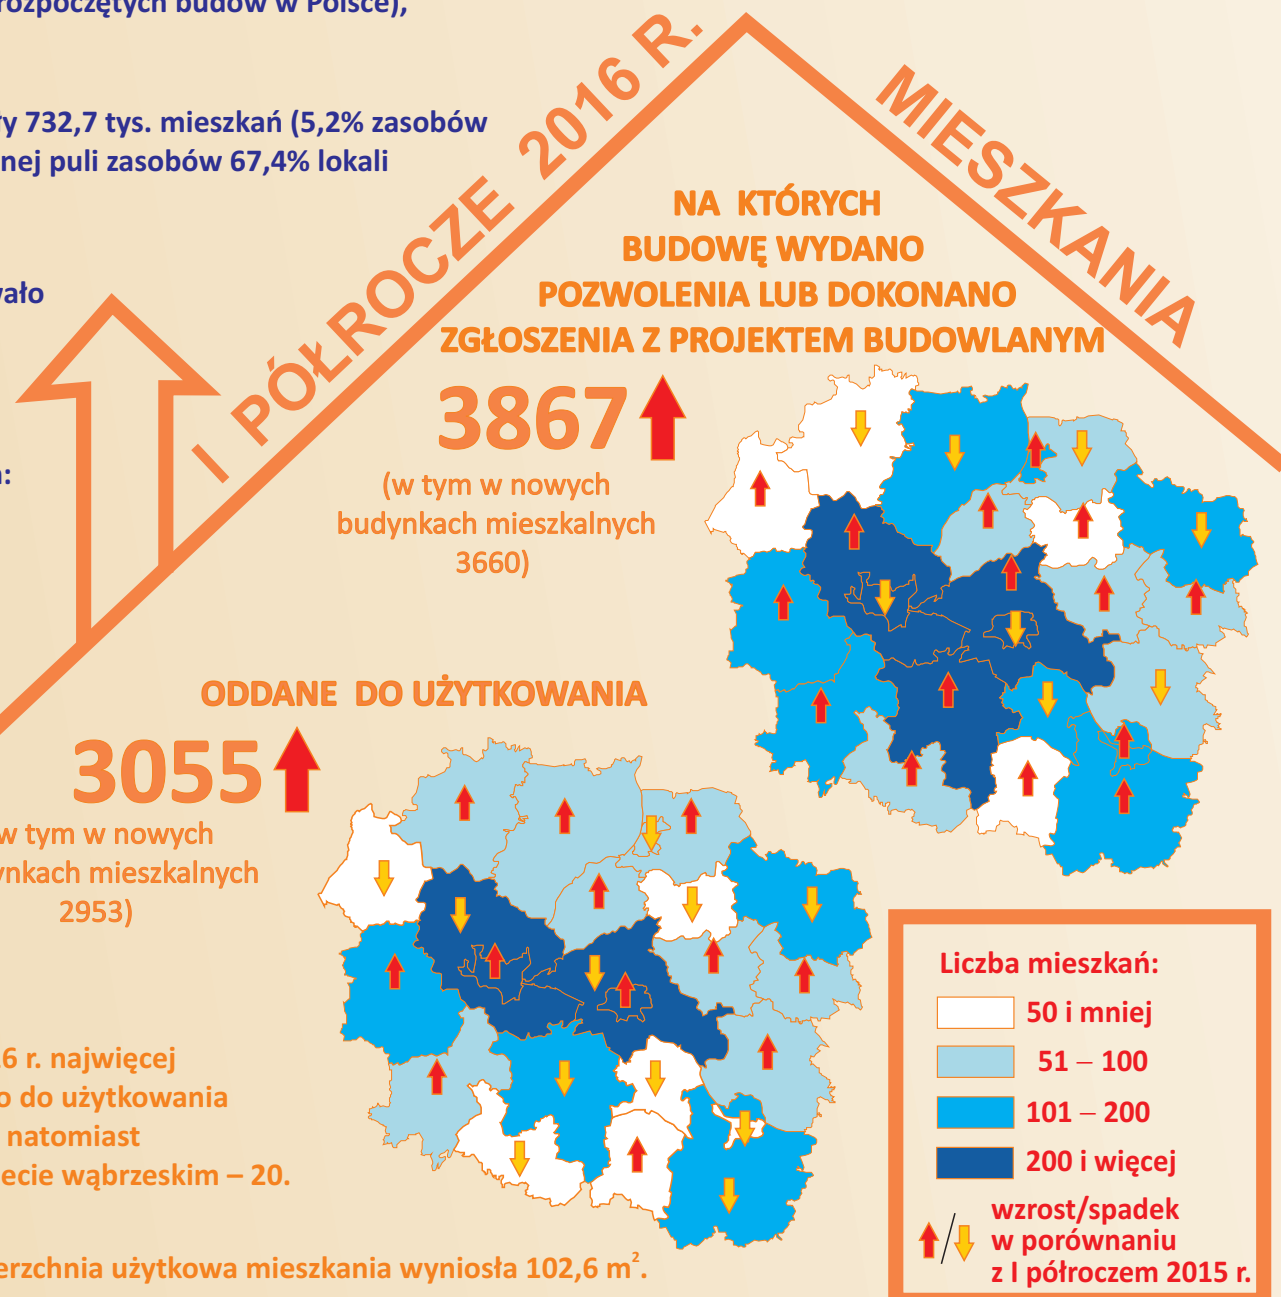 rozpoczętych budów w Polsce),
732,7 tys. mieszkań (5,2% zasobów
puli zasobów 67,4% lokali
I PÓŁROCZE 2016 R.
MIESZKANIA
NA KTÓRYCH
BUDOWĘ WYDANO
POZWOLENIA LUB DOKONANO
ZGŁOSZENIA Z PROJEKTEM BUDOWLANYM
3867
(w tym w nowych
budynkach mieszkalnych
3660)
ODDANE DO UŻYTKOWANIA
3055
w tym w nowych
ynkach mieszkalnych
2953)
6 r. najwięcej
o do użytkowania
natomiast
ecie wąbrzeskim – 20.
erzchnia użytkowa mieszkania wyniosła 102,6 m².
Liczba mieszkań:
50 i mniej
51 – 100
101 – 200
200 i więcej
wzrost/spadek
w porównaniu
z I półroczem 2015 r.